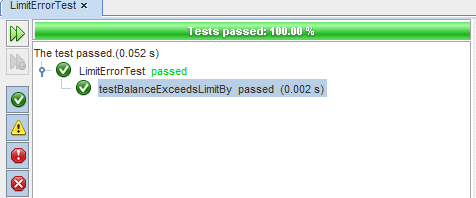 LimitErrorTest ×
Tests passed: 100.00 %
The test passed.(0.052 s)
LimitErrorTest passed
testBalanceExceedsLimitBy passed (0.002 s)